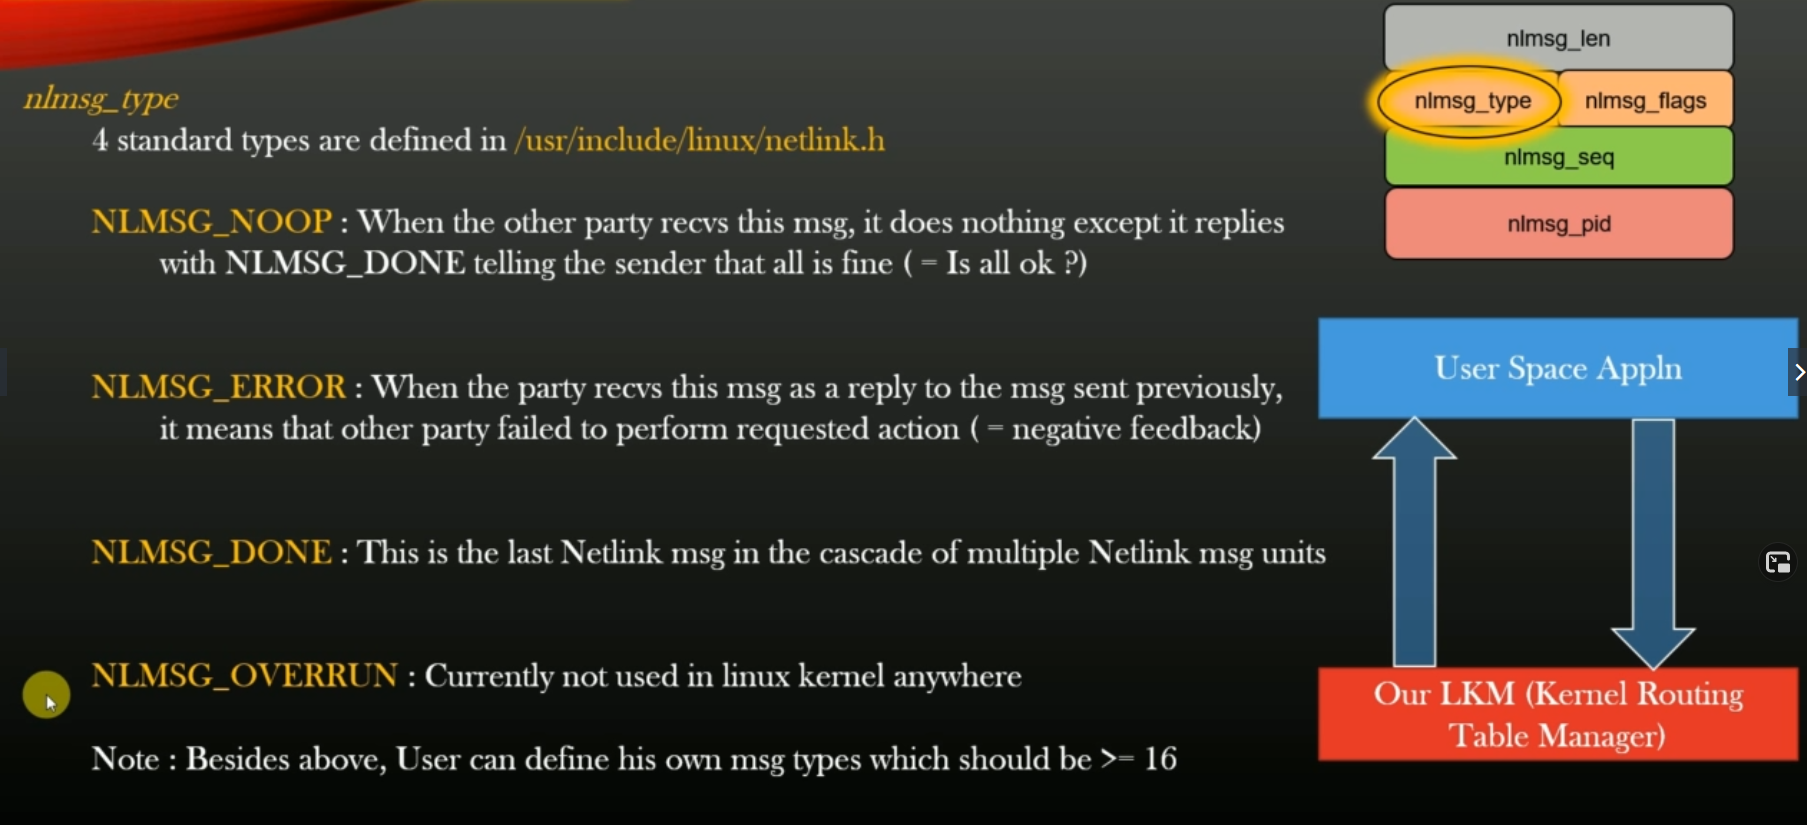 nlmsg_type
4 standard types are defined in /usr/include/linux/netlink.h
NLMSG_NOOP : When the other party recvs this msg, it does nothing except it replies
with NLMSG_DONE telling the sender that all is fine ( = Is all ok ?)
NLMSG_ERROR : When the party recvs this msg as a reply to the msg sent previously,
it means that other party failed to perform requested action ( = negative feedback)
NLMSG_DONE : This is the last Netlink msg in the cascade of multiple Netlink msg units
NLMSG_OVERRUN : Currently not used in linux kernel anywhere
Note : Besides above, User can define his own msg types which should be >= 16
nlmsg_len
nlmsg_type nlmsg_flags
nlmsg_seq
nlmsg_pid
User Space Appln
Our LKM (Kernel Routing
Table Manager)